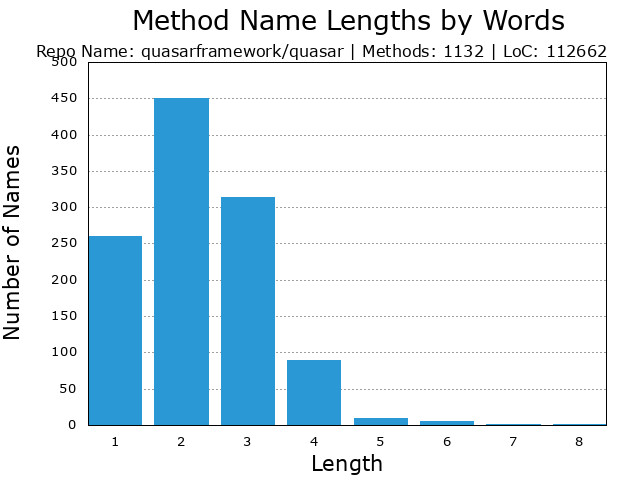 Method Name Lengths by Words
Repo Name: quasarframework/quasar | Methods: 1132 | LoC: 112662
500
450
400
350
300
250
200
150
100
50
0
Number of Names
1 2 3 4 5 6 7 8
Length